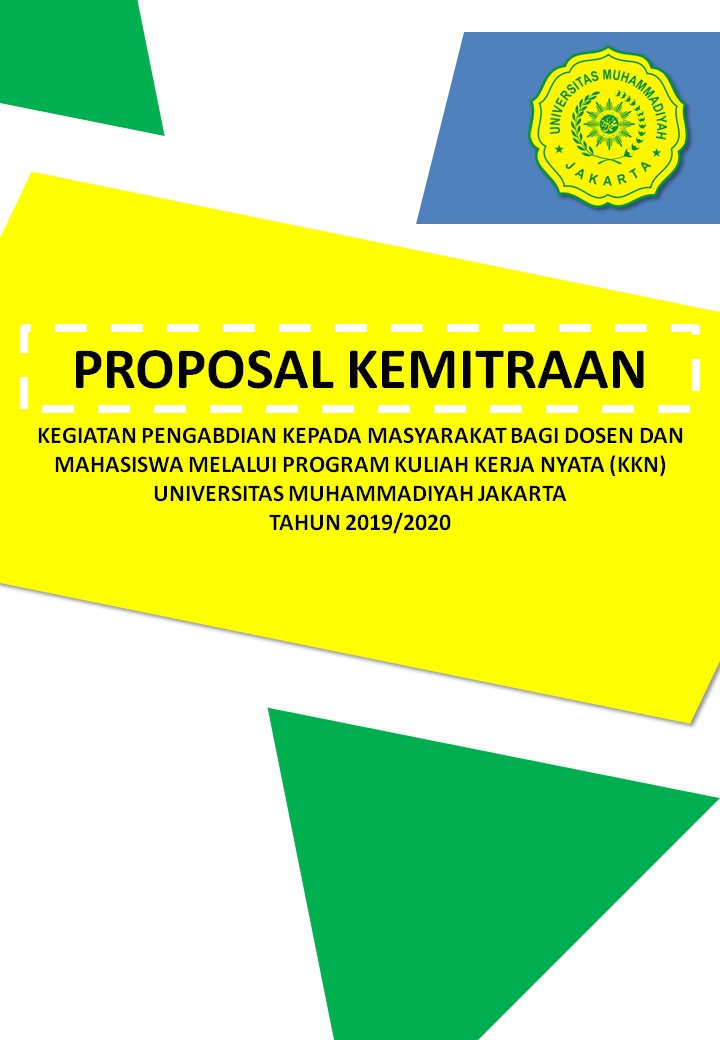 UNIVERSITAS MUHAMMADIYAH
JAKARTA
PROPOSAL KEMITRAAN
KEGIATAN PENGABDIAN KEPADA MASYARAKAT BAGI DOSEN DAN
MAHASISWA MELALUI PROGRAM KULIAH KERJA NYATA (KKN)
UNIVERSITAS MUHAMMADIYAH JAKARTA
TAHUN 2019/2020